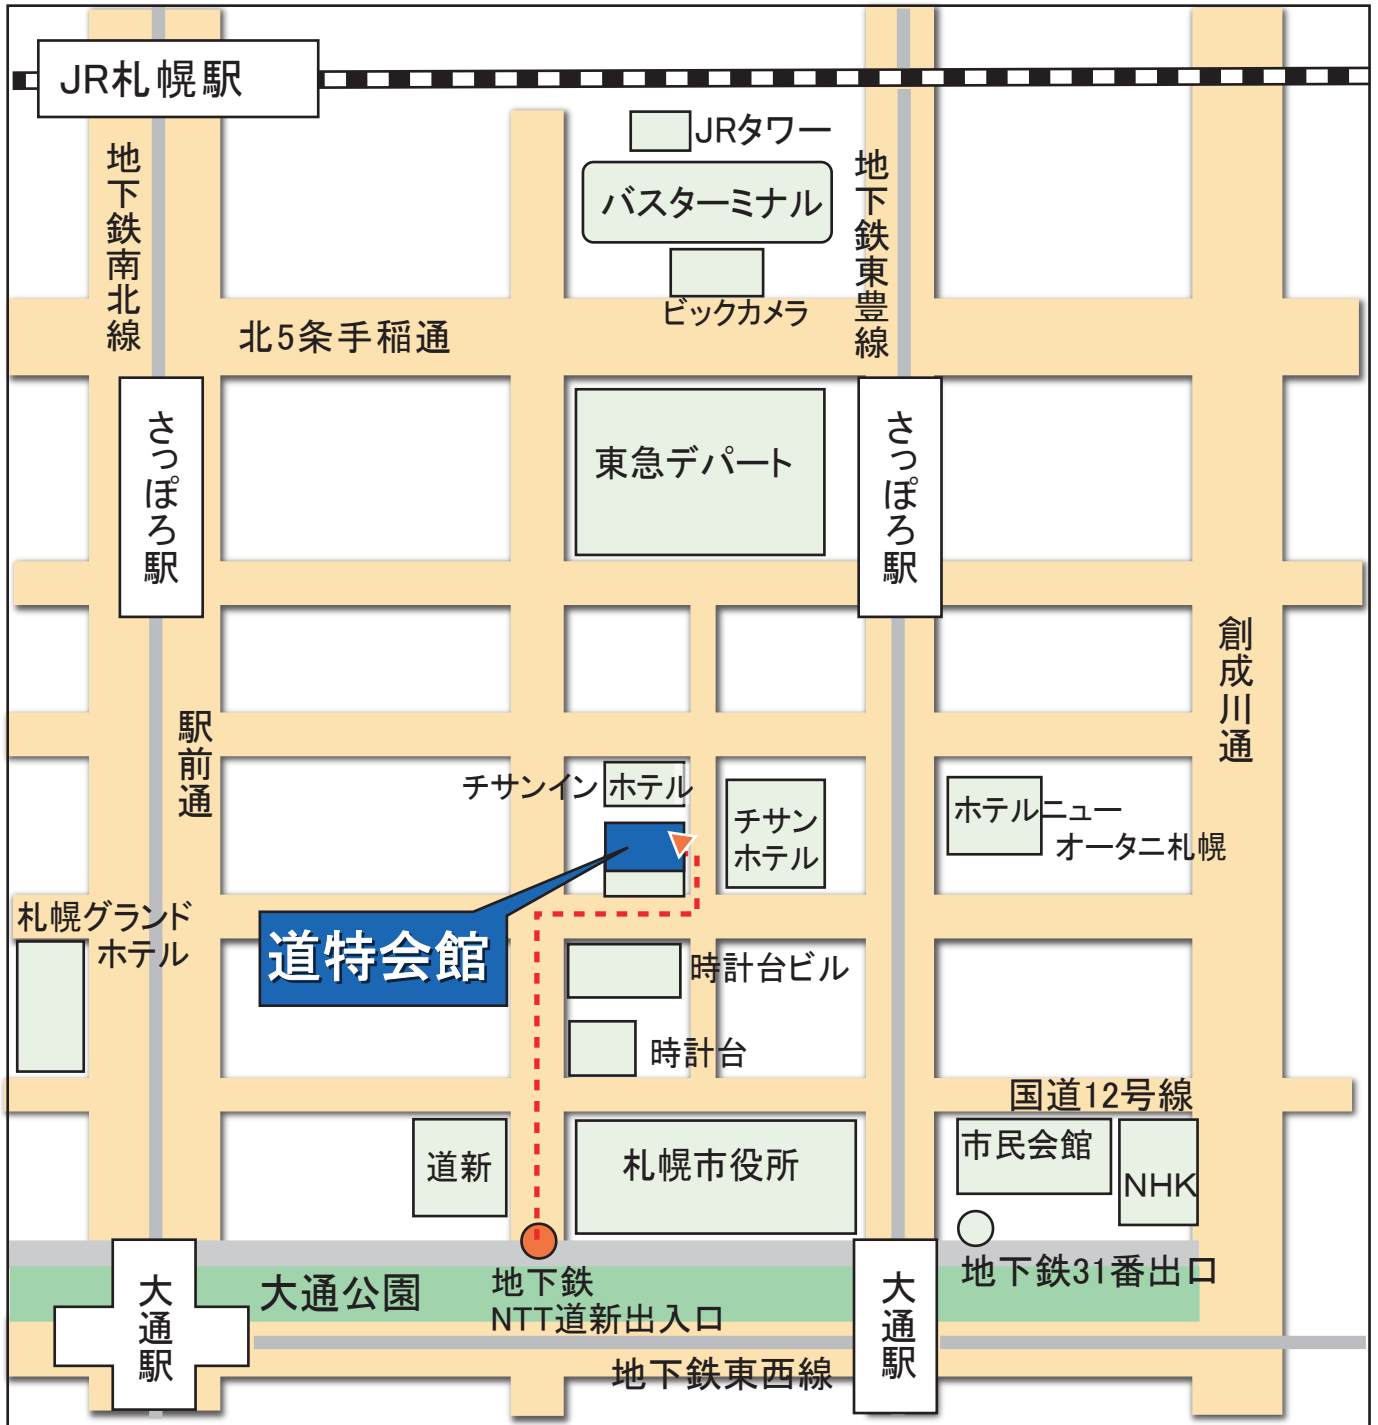 JR札幌駅
JRタワー
バスターミナル
ビックカメラ
地下鉄南北線
地下鉄東豊線
北5条手稲通
さっぽろ駅
東急デパート
さっぽろ駅
創成川通
駅前通
チサンイン ホテル
チサン
ホテル
ホテルニュー
オータニ札幌
札幌グランド
ホテル
道特会館
時計台ビル
時計台
国道12号線
道新
札幌市役所
市民会館
NHK
地下鉄31番出口
大通駅
大通公園
地下鉄
NTT道新出入口
大通駅
地下鉄東西線